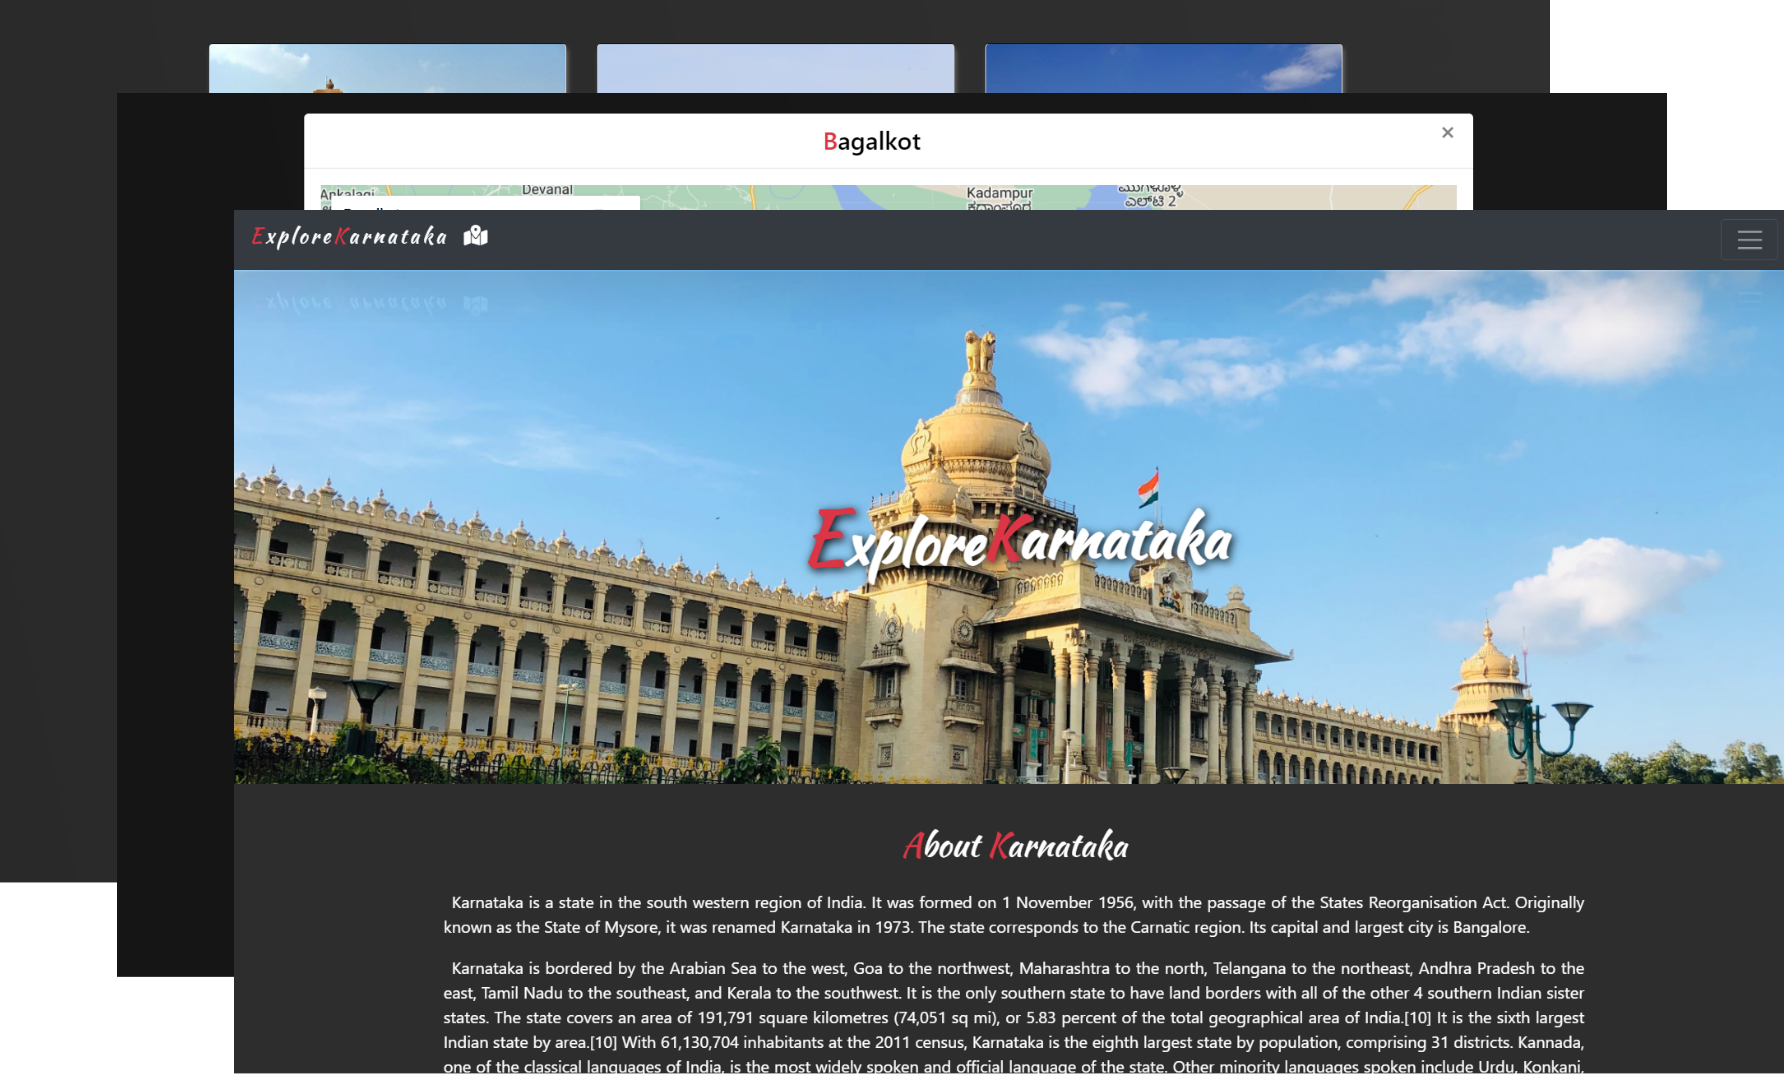 Bagalkot
×
Ankalagi
Devanal
Kadampur
ಕದಾಂಪೂರ
ಎಲ್‌ಟಿ 2
ExploreKarnataka
ExploreKarnataka
About Karnataka
Karnataka is a state in the south western region of India. It was formed on 1 November 1956, with the passage of the States Reorganisation Act. Originally
known as the State of Mysore, it was renamed Karnataka in 1973. The state corresponds to the Carnatic region. Its capital and largest city is Bangalore.
Karnataka is bordered by the Arabian Sea to the west, Goa to the northwest, Maharashtra to the north, Telangana to the northeast, Andhra Pradesh to the
east, Tamil Nadu to the southeast, and Kerala to the southwest. It is the only southern state to have land borders with all of the other 4 southern Indian sister
states. The state covers an area of 191,791 square kilometres (74,051 sq mi), or 5.83 percent of the total geographical area of India.[10] It is the sixth largest
Indian state by area.[10] With 61,130,704 inhabitants at the 2011 census, Karnataka is the eighth largest state by population, comprising 31 districts. Kannada,
one of the classical languages of India, is the most widely spoken and official language of the state. Other minority languages spoken include Urdu, Konkani,